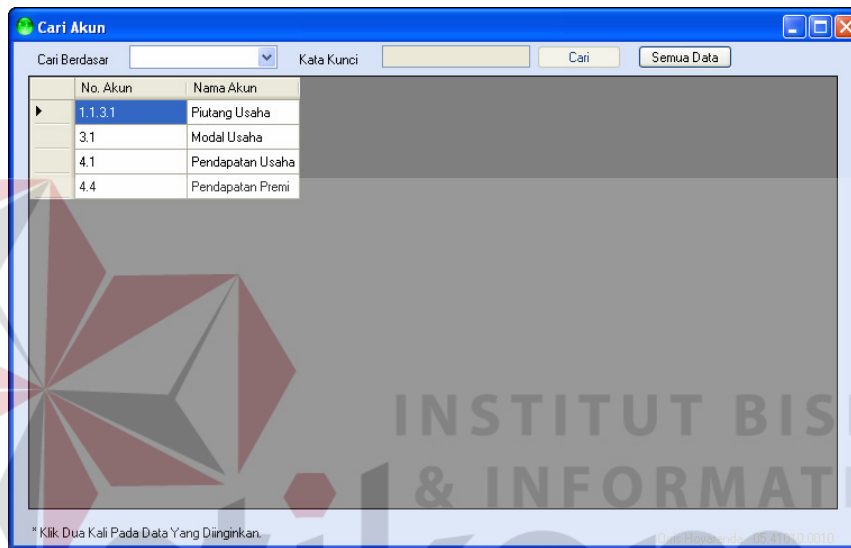 Cari Akun
Cari Berdasar Kata Kunci Cari Semua Data
No. Akun Nama Akun
1.1.3.1 Piutang Usaha
3.1 Modal Usaha
4.1 Pendapatan Usaha
4.4 Pendapatan Premi
INSTITUT BIS
& INFORMATI
* Klik Dua Kali Pada Data Yang Diinginkan.